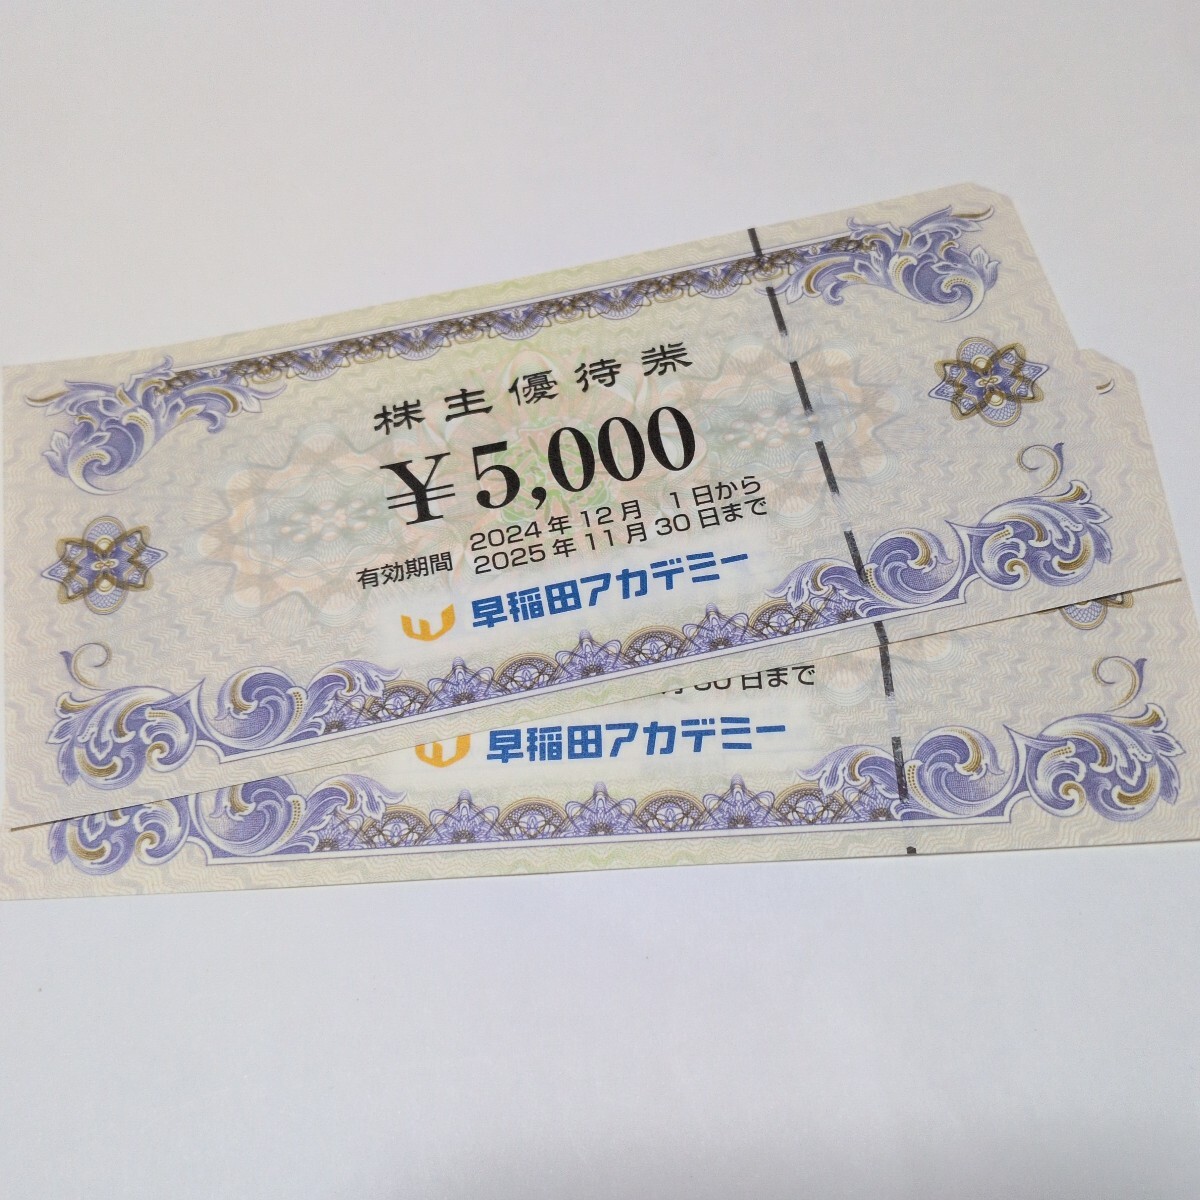 株主優待券
¥5,000
有効期間 2024年12月 1日から
2025年11月30日まで
早稲田アカデミー
30日まで
早稲田アカデミー